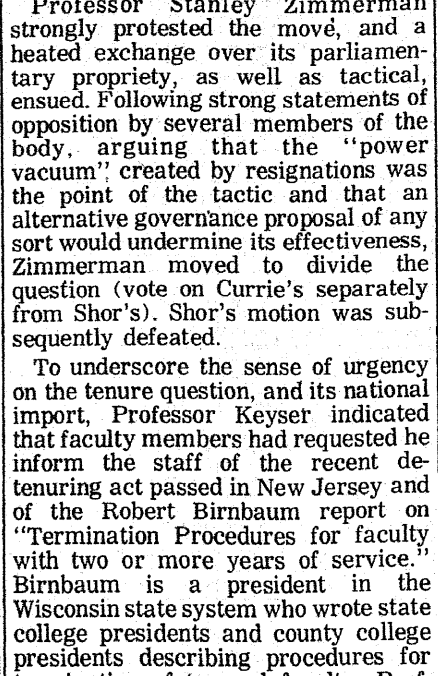 Professor Stanley Zimmerman
strongly protested the move, and a
heated exchange over its parliamen-
tary propriety, as well as tactical,
ensued. Following strong statements of
opposition by several members of the
body, arguing that the "power
vacuum" created by resignations was
the point of the tactic and that an
alternative governance proposal of any
sort would undermine its effectiveness,
Zimmerman moved to divide the
question (vote on Currie's separately
from Shor's). Shor's motion was sub-
sequently defeated.
To underscore the sense of urgency
on the tenure question, and its national
import, Professor Keyser indicated
that faculty members had requested he
inform the staff of the recent de-
tenuring act passed in New Jersey and
of the Robert Birnbaum report on
"Termination Procedures for faculty
with two or more years of service."
Birnbaum is a president in the
Wisconsin state system who wrote state
college presidents and county college
presidents describing procedures for